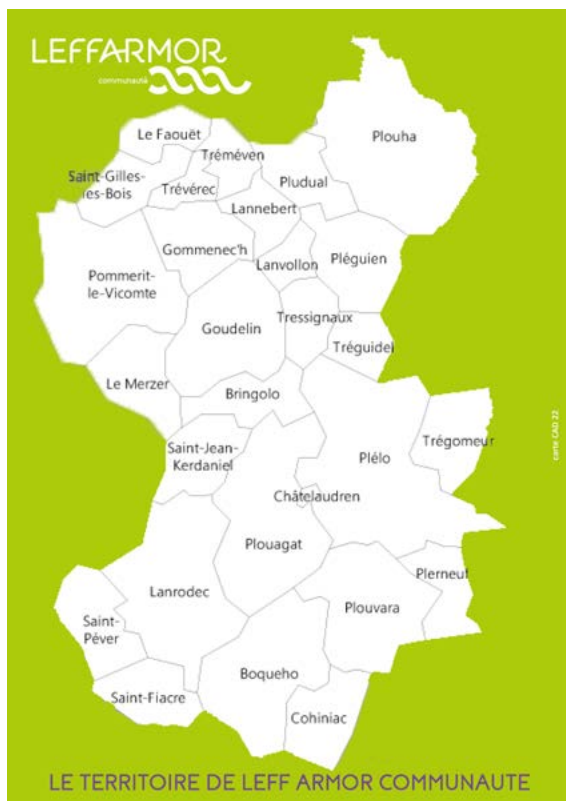 LEFFARMOR
communauté
Plouha
Le Faouët
Tréméven
Saint-Gilles-
les-Bois
Trévérec
Pludual
Lannebert
Gommenec'h
Lanvollon
Pléguien
Pommerit-
le-Vicomte
Goudelin
Tressignaux
Tréguidel
Le Merzer
Bringolo
carte CAD 22
Trégomeur
Saint-Jean-
Kerdaniel
Plélo
Châtelaudren
Plouagat
Plerneuf
Lanrodec
Plouvara
Saint-
Péver
Boqueho
Saint-Fiacre
Cohiniac
LE TERRITOIRE DE LEFF ARMOR COMMUNAUTE